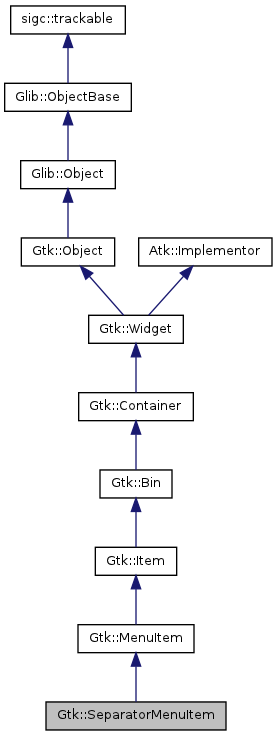 sigc::trackable
Glib::ObjectBase
Glib::Object
Gtk::Object
Atk::Implementor
Gtk::Widget
Gtk::Container
Gtk::Bin
Gtk::Item
Gtk::MenuItem
Gtk::SeparatorMenuItem